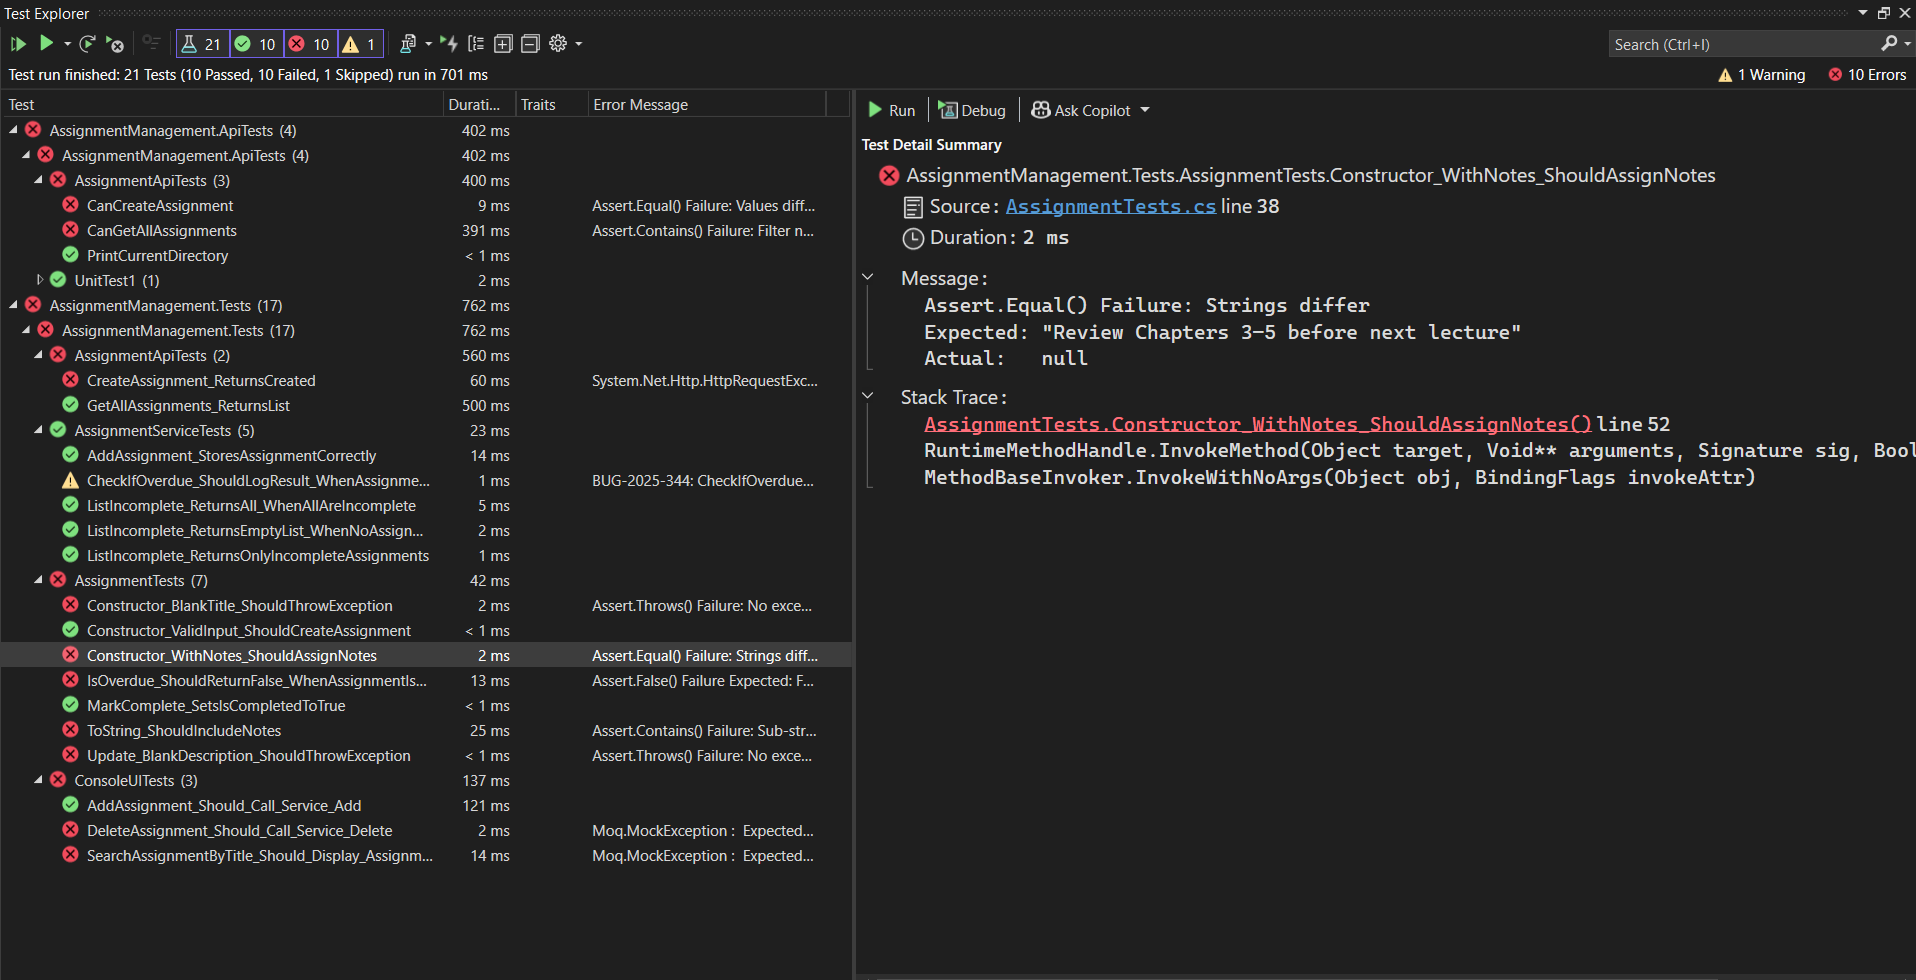 Test Explorer
21 10 10 1
Search (Ctrl+I)
Test run finished: 21 Tests (10 Passed, 10 Failed, 1 Skipped) run in 701 ms
1 Warning 10 Errors
Test Durati... Traits Error Message
AssignmentManagement.ApiTests (4) 402 ms
AssignmentManagement.ApiTests (4) 402 ms
AssignmentApiTests (3) 400 ms
CanCreateAssignment 9 ms Assert.Equal() Failure: Values diff...
CanGetAllAssignments 391 ms Assert.Contains() Failure: Filter n...
PrintCurrentDirectory < 1 ms
UnitTest1 (1) 2 ms
AssignmentManagement.Tests (17) 762 ms
AssignmentManagement.Tests (17) 762 ms
AssignmentApiTests (2) 560 ms
CreateAssignment_ReturnsCreated 60 ms System.Net.Http.HttpRequestExc...
GetAllAssignments_ReturnsList 500 ms
AssignmentServiceTests (5) 23 ms
AddAssignment_StoresAssignmentCorrectly 14 ms
CheckIfOverdue_ShouldLogResult_WhenAssignme... 1 ms BUG-2025-344: CheckIfOverdue...
ListIncomplete_ReturnsAll_WhenAllAreIncomplete 5 ms
ListIncomplete_ReturnsEmptyList_WhenNoAssign... 2 ms
ListIncomplete_ReturnsOnlyIncompleteAssignments 1 ms
AssignmentTests (7) 42 ms
Constructor_BlankTitle_ShouldThrowException 2 ms Assert.Throws() Failure: No exce...
Constructor_ValidInput_ShouldCreateAssignment < 1 ms
Constructor_WithNotes_ShouldAssignNotes 2 ms Assert.Equal() Failure: Strings diff...
IsOverdue_ShouldReturnFalse_WhenAssignmentIs... 13 ms Assert.False() Failure Expected: F...
MarkComplete_SetsIsCompletedToTrue < 1 ms
ToString_ShouldIncludeNotes 25 ms Assert.Contains() Failure: Sub-str...
Update_BlankDescription_ShouldThrowException < 1 ms Assert.Throws() Failure: No exce...
ConsoleUITests (3) 137 ms
AddAssignment_Should_Call_Service_Add 121 ms
DeleteAssignment_Should_Call_Service_Delete 2 ms Moq.MockException : Expected...
SearchAssignmentByTitle_Should_Display_Assignm... 14 ms Moq.MockException : Expected...
Run Debug Ask Copilot
Test Detail Summary
AssignmentManagement.Tests.AssignmentTests.Constructor_WithNotes_ShouldAssignNotes
Source: AssignmentTests.cs line 38
Duration: 2 ms
Message:
Assert.Equal() Failure: Strings differ
Expected: "Review Chapters 3–5 before next lecture"
Actual: null
Stack Trace:
AssignmentTests.Constructor_WithNotes_ShouldAssignNotes() line 52
RuntimeMethodHandle.InvokeMethod(Object target, Void** arguments, Signature sig, Bool
MethodBaseInvoker.InvokeWithNoArgs(Object obj, BindingFlags invokeAttr)